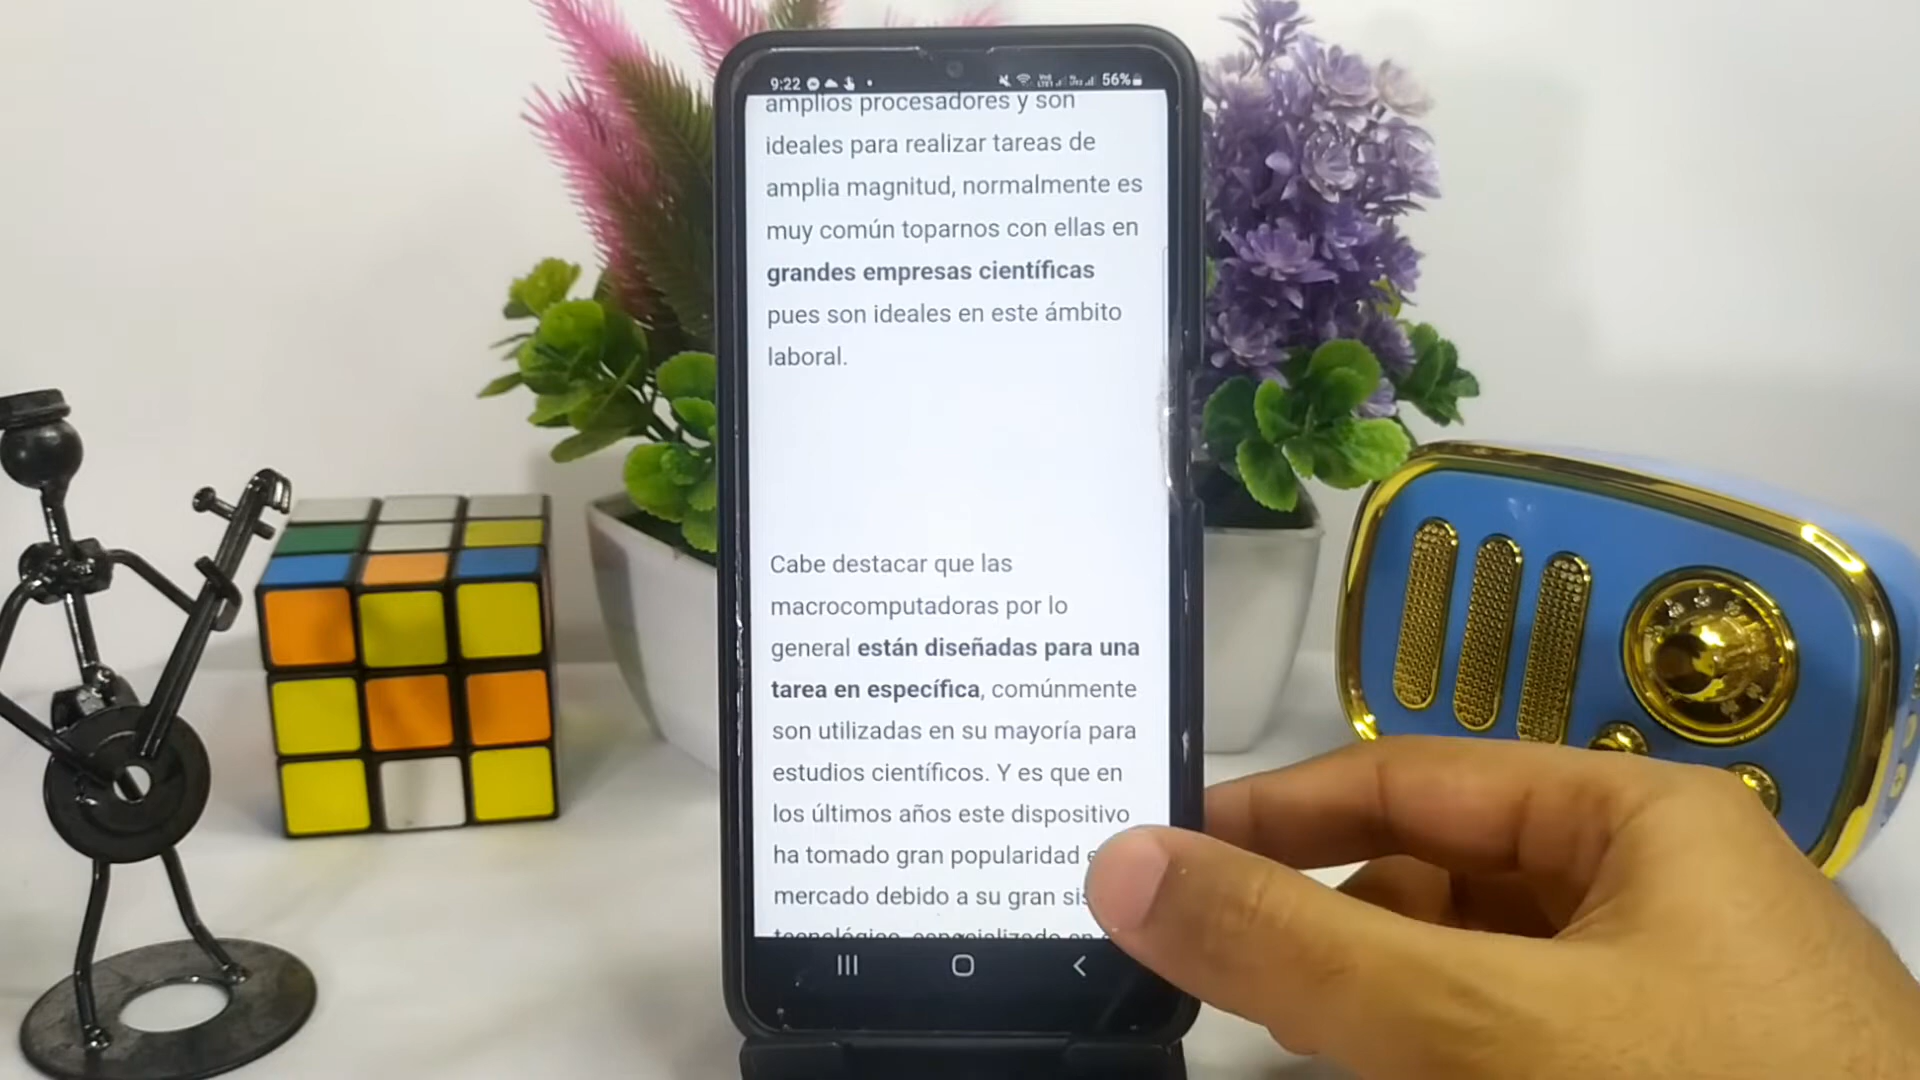 9:22 56%
amplios procesadores y son
ideales para realizar tareas de
amplia magnitud, normalmente es
muy común toparnos con ellas en
grandes empresas científicas
pues son ideales en este ámbito
laboral.
Cabe destacar que las
macrocomputadoras por lo
general están diseñadas para una
tarea en específica, comúnmente
son utilizadas en su mayoría para
estudios científicos. Y es que en
los últimos años este dispositivo
ha tomado gran popularidad
mercado debido a su gran